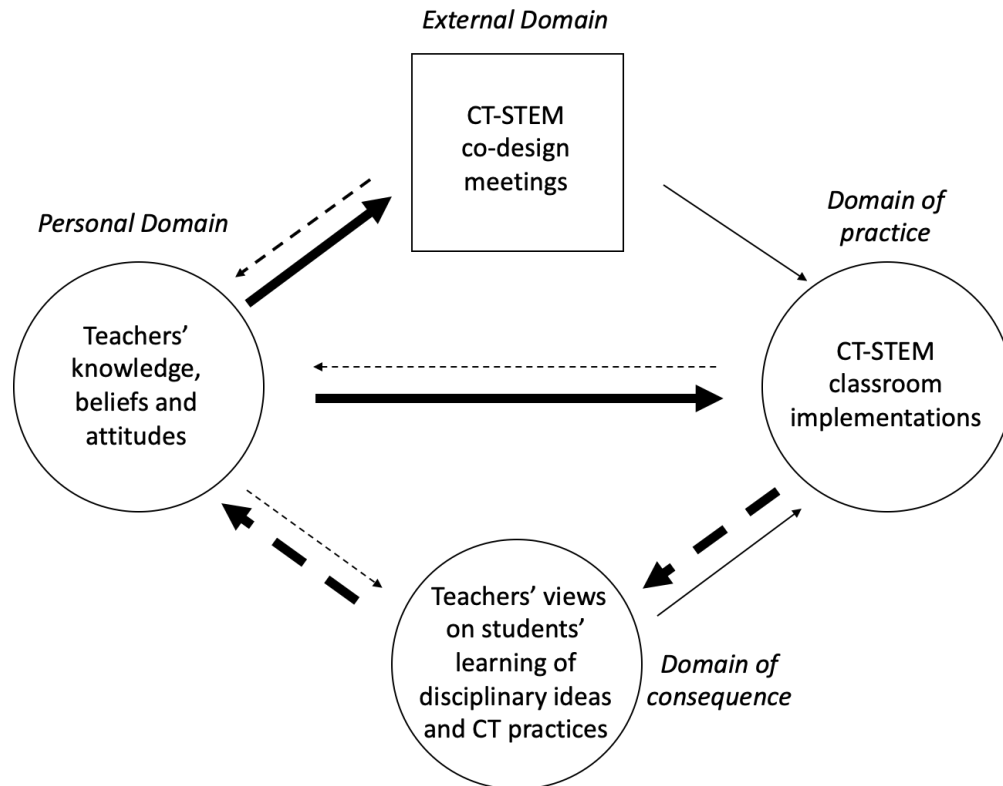 External Domain
CT-STEM
co-design
meetings
Personal Domain
Domain of
practice
Teachers’
knowledge,
beliefs and
attitudes
CT-STEM
classroom
implementations
Teachers’ views
on students’
learning of
disciplinary ideas
and CT practices
Domain of
consequence